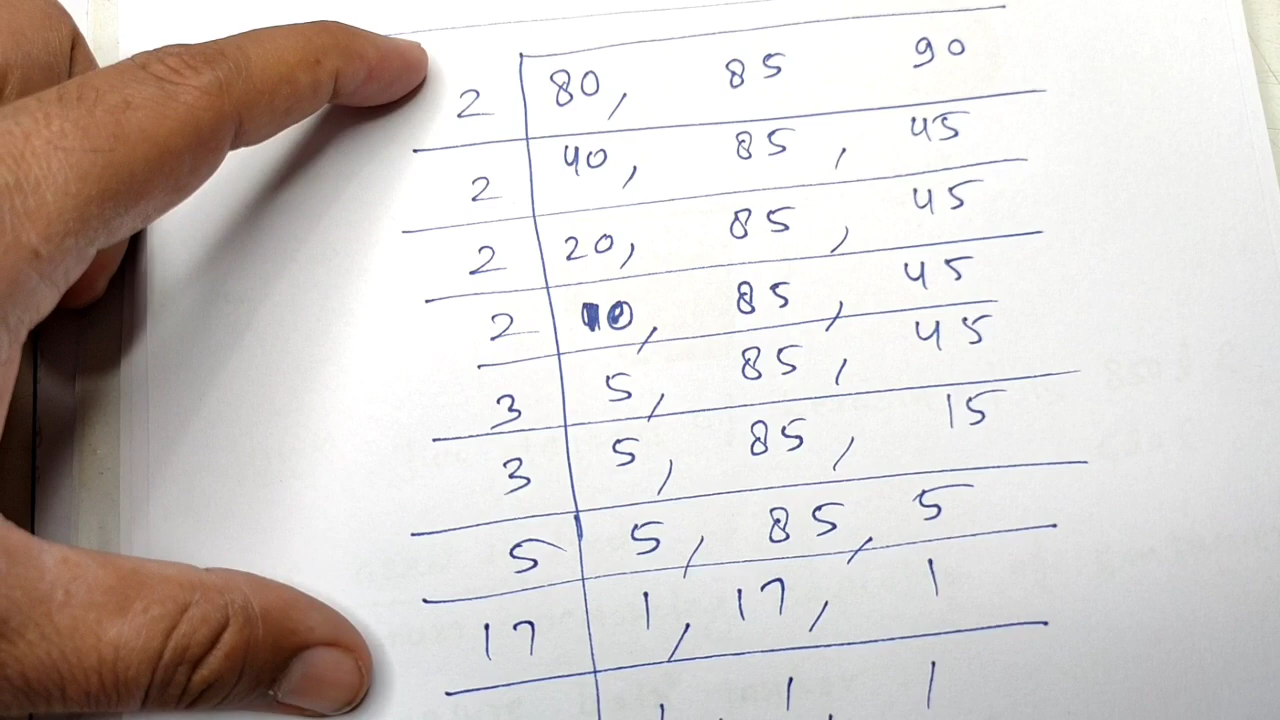 2 80, 85 90
2 40, 85, 45
2 20, 85, 45
2 10, 85, 45
3 5, 85, 45
3 5, 85, 15
5 5, 85, 5
17 1, 17, 1
1, 1, 1